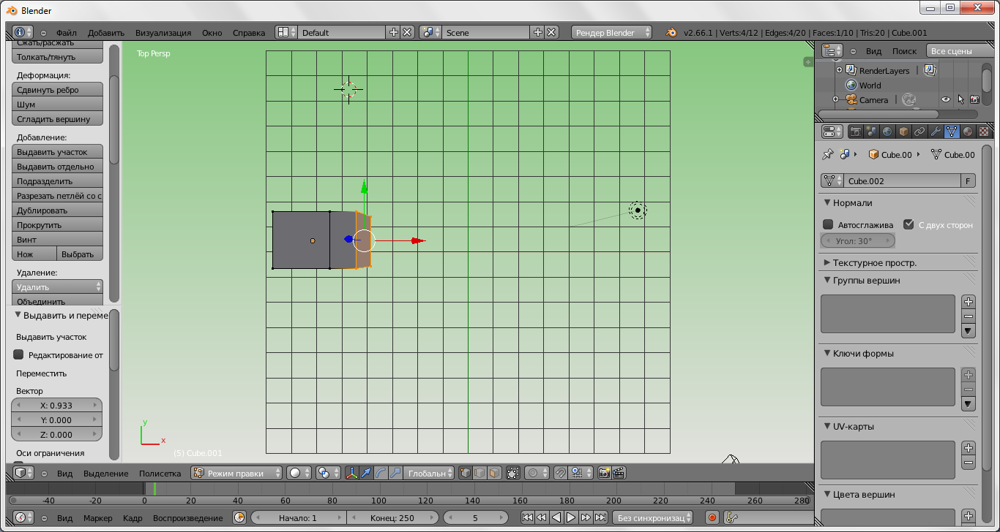 Blender
Файл Добавить Визуализация Окно Справка Default Scene Рендер Blender v2.66.1 | Verts:4/12 | Edges:4/20 | Faces:1/10 | Tris:20 | Cube.001
Сжать/расжать
Толкать/тянуть
Деформация:
Сдвинуть ребро
Шум
Сгладить вершину
Добавление:
Выдавить участок
Выдавить отдельно
Подразделить
Разрезать петлёй со с
Дублировать
Прокрутить
Винт
Нож Выбрать
Удаление:
Удалить
Объединить
Выдавить и переме
Выдавить участок
Редактирование от
Переместить
Вектор
X: 0.933
Y: 0.000
Z: 0.000
Оси ограничения
Top Persp
y
x
(5) Cube.001
Вид Поиск Все сцены
RenderLayers
World
Camera
Cube.00 Cube.00
Cube.002 F
Нормали
Автосглажива С двух сторон
Угол: 30°
Текстурное простр.
Группы вершин
Ключи формы
UV-карты
Цвета вершин
Вид Выделение Полисетка Режим правки Глобальн
-40 -20 0 20 40 60 80 100 120 140 160 180 200 220 240 260 280
Вид Маркер Кадр Воспроизведение Начало: 1 Конец: 250 5 Без синхронизац